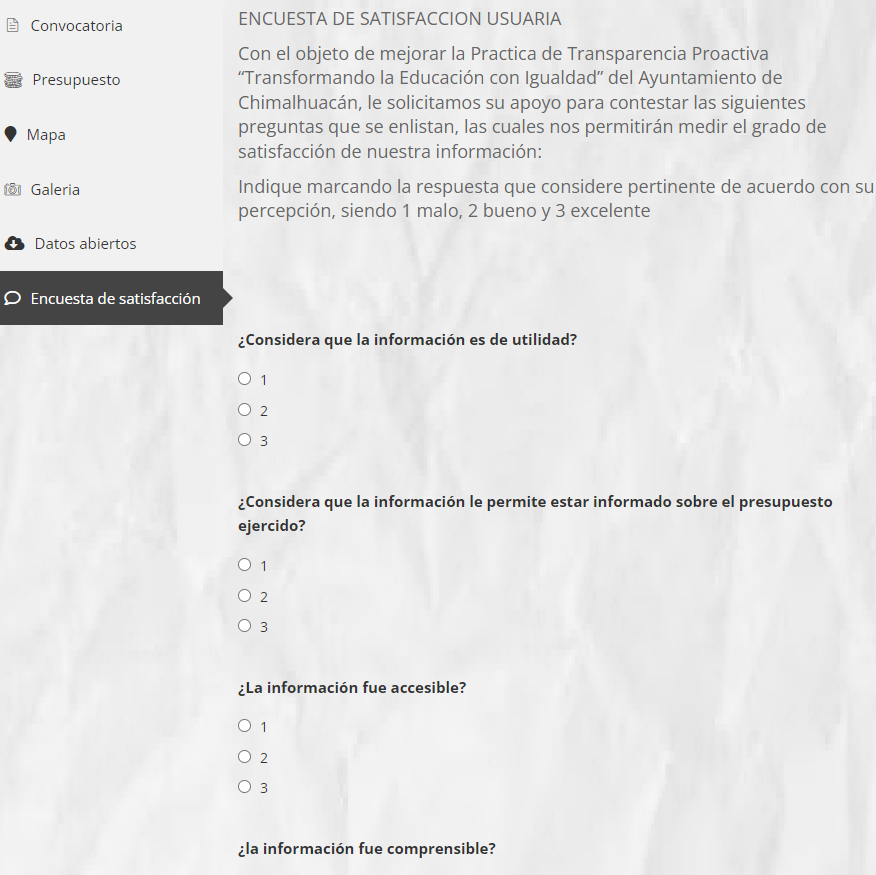 Convocatoria
Presupuesto
Mapa
Galeria
Datos abiertos
Encuesta de satisfacción
ENCUESTA DE SATISFACCION USUARIA
Con el objeto de mejorar la Practica de Transparencia Proactiva
“Transformando la Educación con Igualdad” del Ayuntamiento de
Chimalhuacán, le solicitamos su apoyo para contestar las siguientes
preguntas que se enlistan, las cuales nos permitirán medir el grado de
satisfacción de nuestra información:
Indique marcando la respuesta que considere pertinente de acuerdo con su
percepción, siendo 1 malo, 2 bueno y 3 excelente
¿Considera que la información es de utilidad?
1
2
3
¿Considera que la información le permite estar informado sobre el presupuesto
ejercido?
1
2
3
¿La información fue accesible?
1
2
3
¿la información fue comprensible?